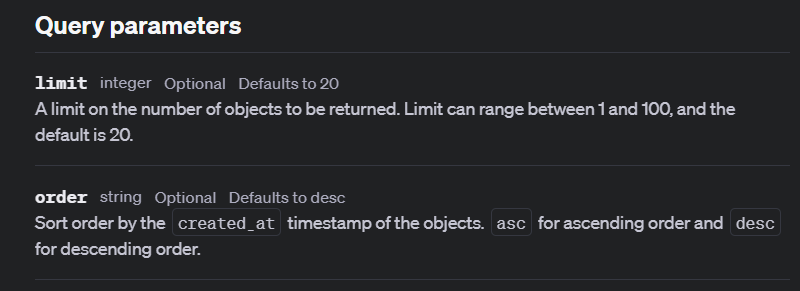 Query parameters
limit integer Optional Defaults to 20
A limit on the number of objects to be returned. Limit can range between 1 and 100, and the
default is 20.
order string Optional Defaults to desc
Sort order by the created_at timestamp of the objects. asc for ascending order and desc
for descending order.